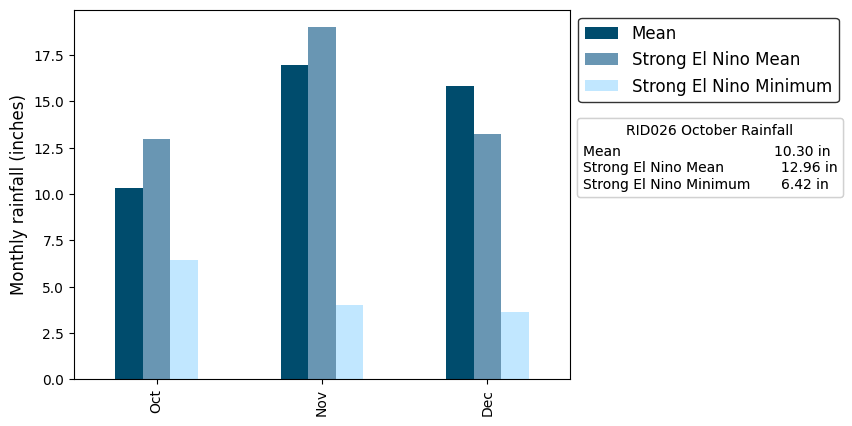 Monthly rainfall (inches)
17.5
15.0
12.5
10.0
7.5
5.0
2.5
0.0
Oct
Nov
Dec
Mean
Strong El Nino Mean
Strong El Nino Minimum
RID026 October Rainfall
Mean 10.30 in
Strong El Nino Mean 12.96 in
Strong El Nino Minimum 6.42 in